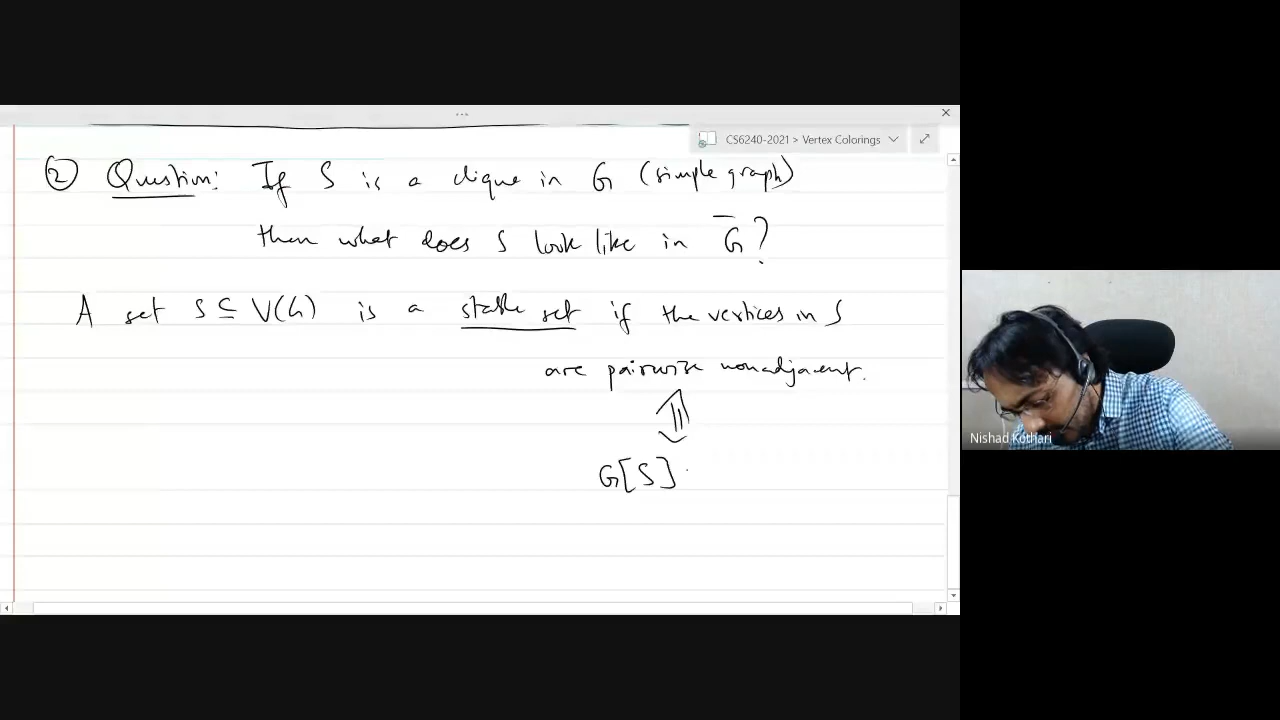 CS6240-2021 > Vertex Colorings
② Question: If S is a clique in G (simple graph)
then what does S look like in G̅?
A set S ⊆ V(G) is a stable set if the vertices in S
are pairwise nonadjacent.
⇕
G[S]
Nishad Kothari